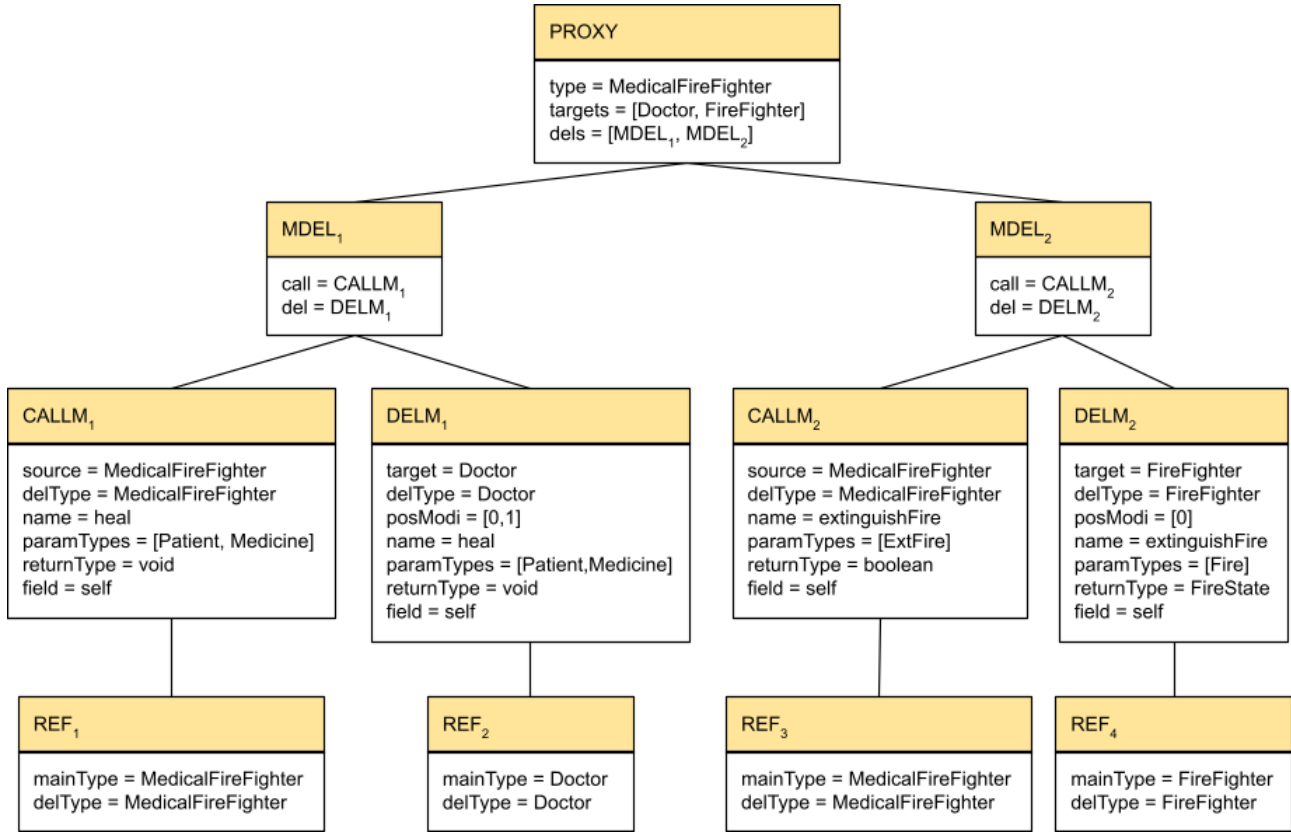 PROXY
type = MedicalFireFighter
targets = [Doctor, FireFighter]
dels = [MDEL₁, MDEL₂]
MDEL₁
call = CALLM₁
del = DELM₁
MDEL₂
call = CALLM₂
del = DELM₂
CALLM₁
source = MedicalFireFighter
delType = MedicalFireFighter
name = heal
paramTypes = [Patient, Medicine]
returnType = void
field = self
DELM₁
target = Doctor
delType = Doctor
posModi = [0,1]
name = heal
paramTypes = [Patient,Medicine]
returnType = void
field = self
CALLM₂
source = MedicalFireFighter
delType = MedicalFireFighter
name = extinguishFire
paramTypes = [ExtFire]
returnType = boolean
field = self
DELM₂
target = FireFighter
delType = FireFighter
posModi = [0]
name = extinguishFire
paramTypes = [Fire]
returnType = FireState
field = self
REF₁
mainType = MedicalFireFighter
delType = MedicalFireFighter
REF₂
mainType = Doctor
delType = Doctor
REF₃
mainType = MedicalFireFighter
delType = MedicalFireFighter
REF₄
mainType = FireFighter
delType = FireFighter